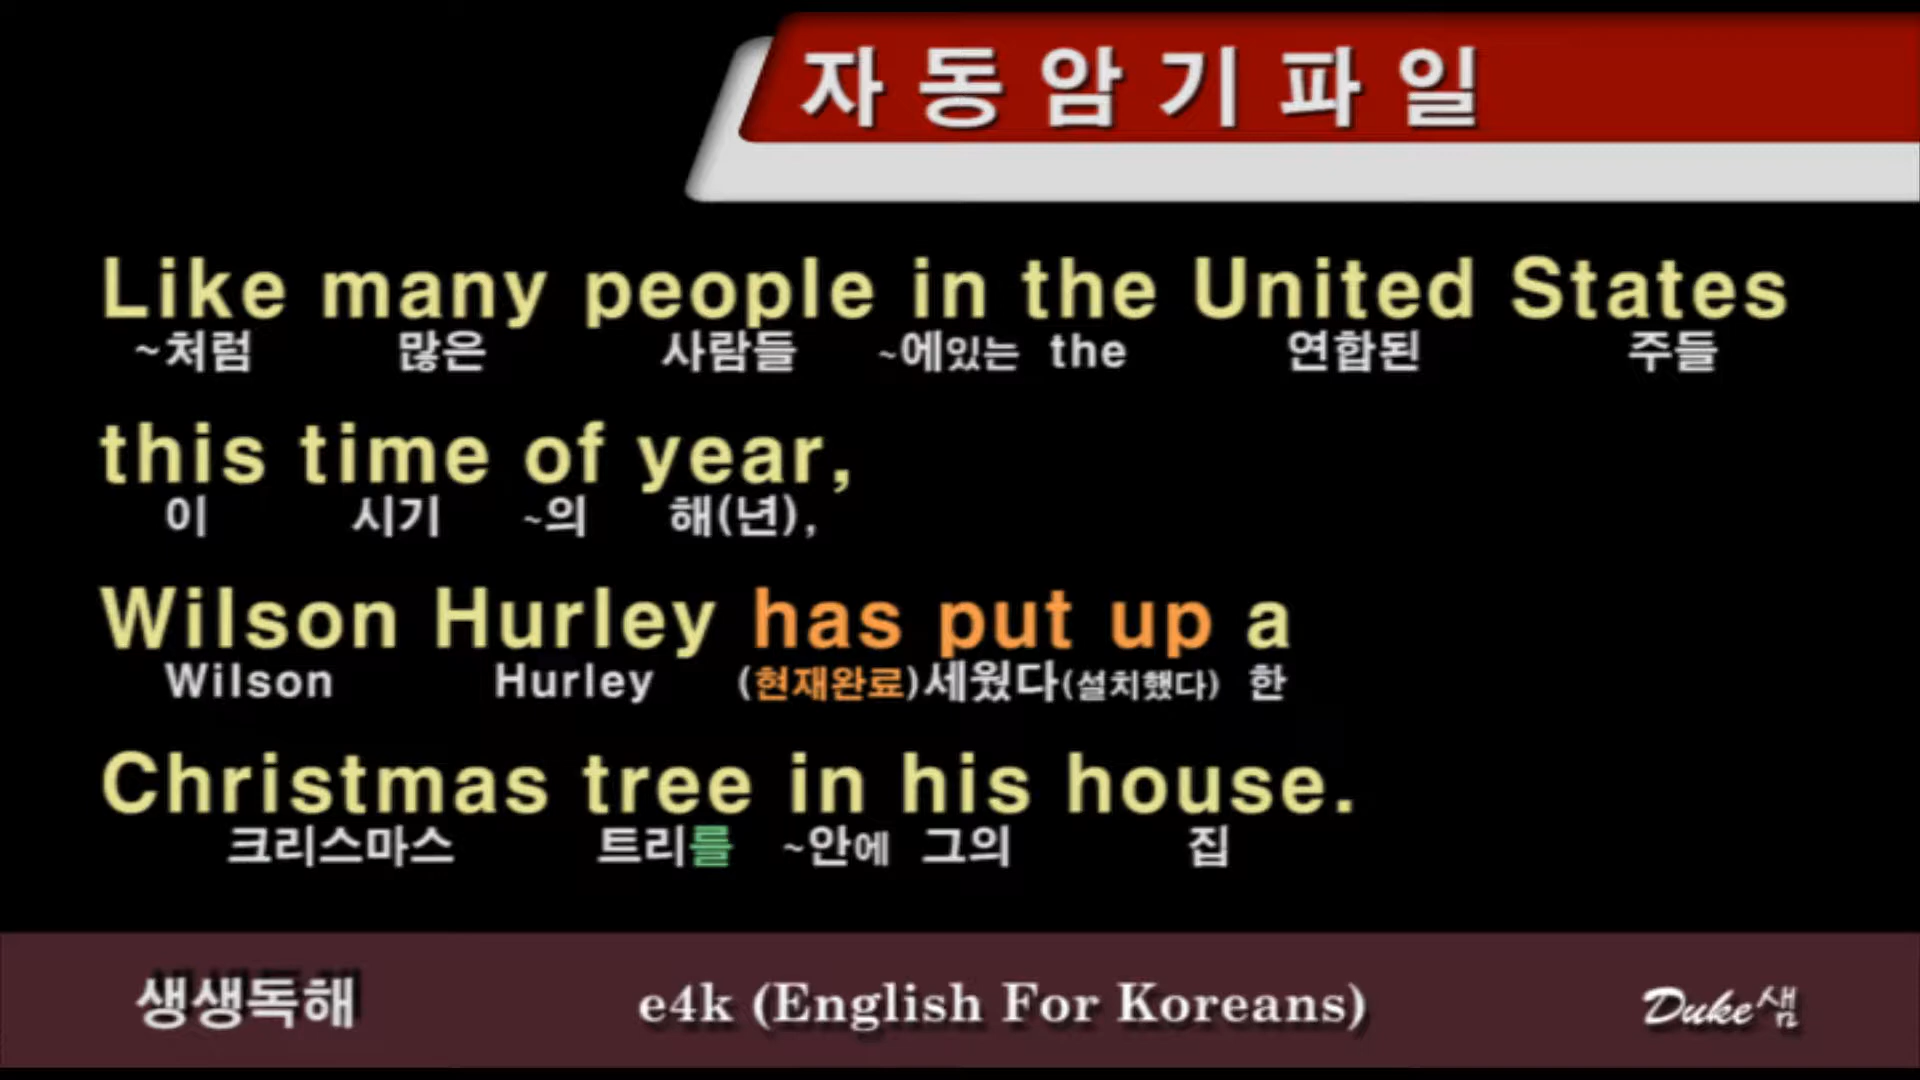 자동암기파일
Like many people in the United States
~처럼 많은 사람들 ~에있는 the 연합된 주들
this time of year,
이 시기 ~의 해(년),
Wilson Hurley has put up a
Wilson Hurley (현재완료)세웠다(설치했다) 한
Christmas tree in his house.
크리스마스 트리를 ~안에 그의 집
생생독해 e4k (English For Koreans) Duke샘